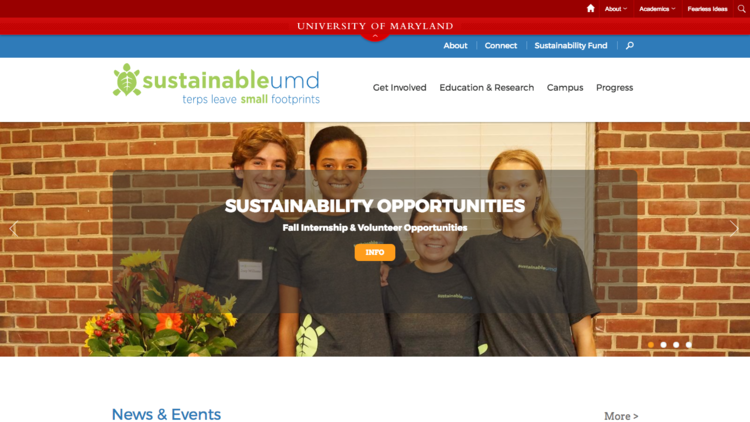 About Academics Fearless Ideas
UNIVERSITY OF MARYLAND
About Connect Sustainability Fund
sustainableumd
terps leave small footprints
Get Involved Education & Research Campus Progress
SUSTAINABILITY OPPORTUNITIES
Fall Internship & Volunteer Opportunities
INFO
sustainableumd
News & Events
More >